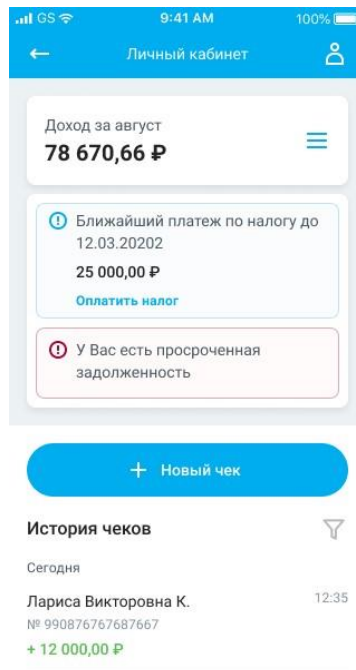 GS 9:41 AM 100%
Личный кабинет
Доход за август
78 670,66 ₽
Ближайший платеж по налогу до
12.03.20202
25 000,00 ₽
Оплатить налог
У Вас есть просроченная
задолженность
+ Новый чек
История чеков
Сегодня
Лариса Викторовна К. 12:35
№ 990876767687667
+ 12 000,00 ₽